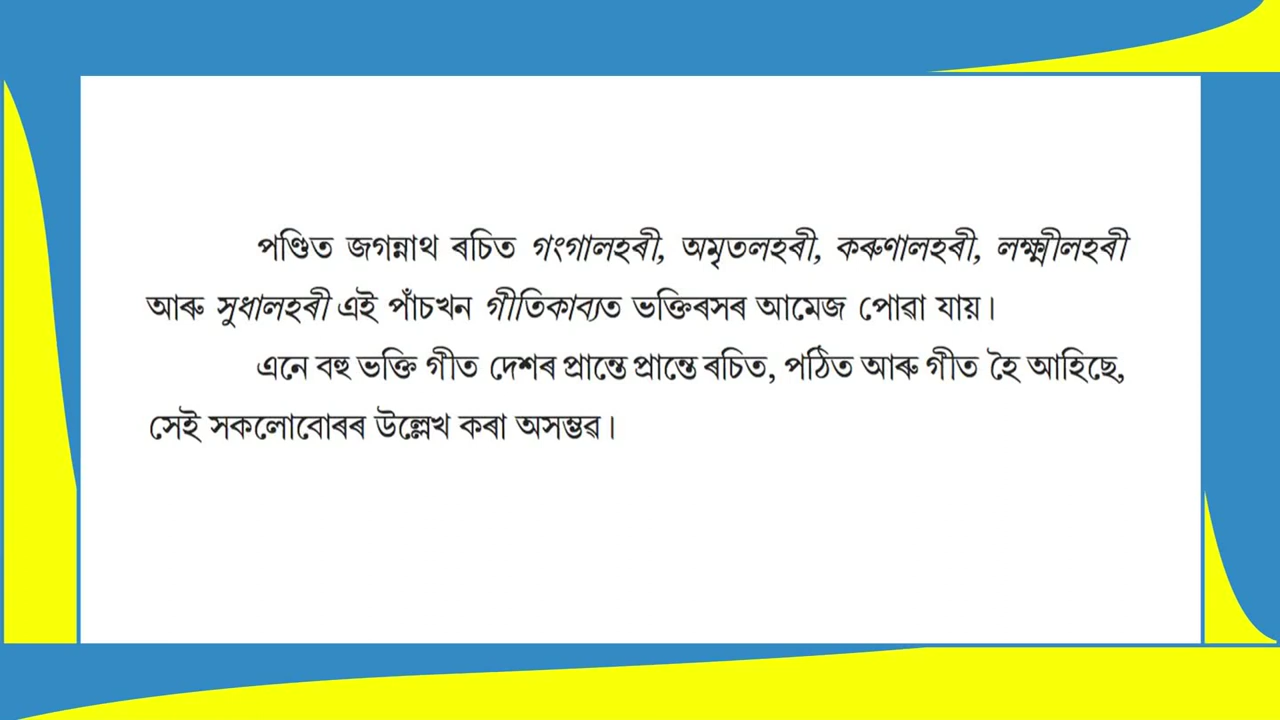 পণ্ডিত জগন্নাথ ৰচিত গংগালহৰী, অমৃতলহৰী, কৰুণালহৰী, লক্ষ্মীলহৰী
আৰু সুধালহৰী এই পাঁচখন গীতিকাব্যত ভক্তিৰসৰ আমেজ পোৱা যায়।
এনে বহু ভক্তি গীত দেশৰ প্ৰান্তে প্ৰান্তে ৰচিত, পঠিত আৰু গীত হৈ আহিছে,
সেই সকলোবোৰৰ উল্লেখ কৰা অসম্ভৱ।